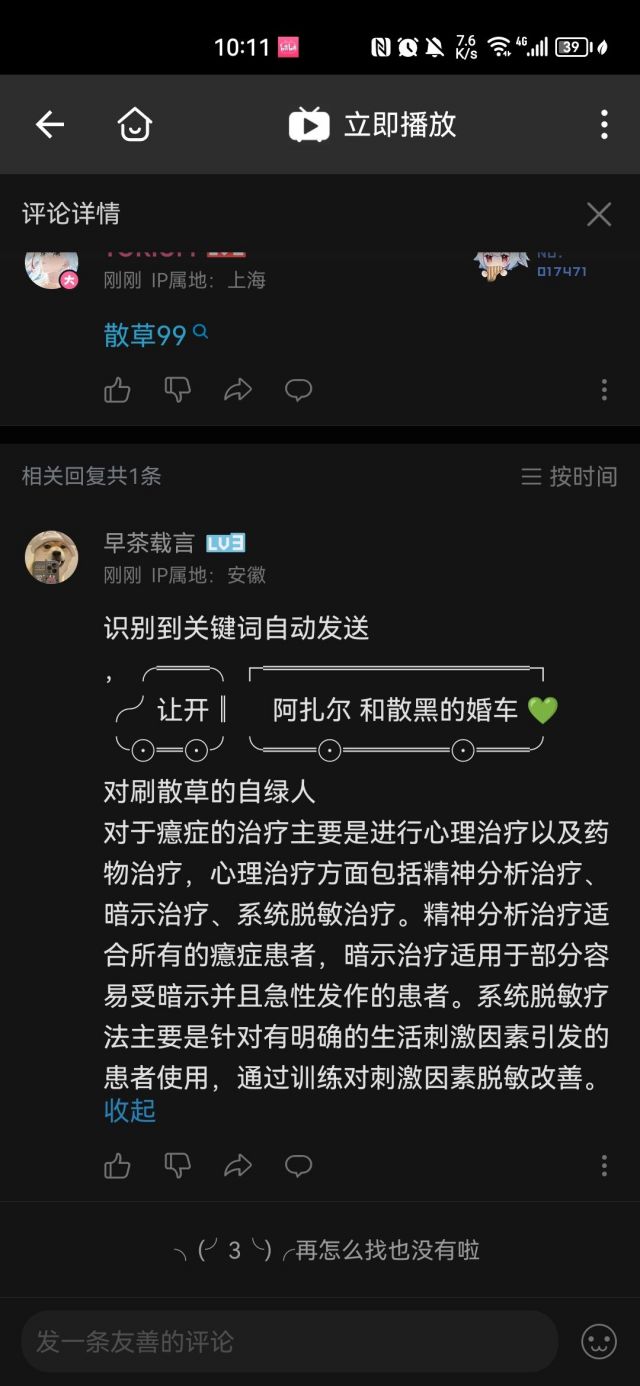 10:11
7.6 K/s 4G 39
立即播放
评论详情
NO.
017471
刚刚 IP属地：上海
散草99
相关回复共1条
按时间
早茶载言 LV3
刚刚 IP属地：安徽
识别到关键词自动发送
，
让开 阿扎尔 和散黑的婚车💚
对刷散草的自绿人
对于癔症的治疗主要是进行心理治疗以及药
物治疗，心理治疗方面包括精神分析治疗、
暗示治疗、系统脱敏治疗。精神分析治疗适
合所有的癔症患者，暗示治疗适用于部分容
易受暗示并且急性发作的患者。系统脱敏疗
法主要是针对有明确的生活刺激因素引发的
患者使用，通过训练对刺激因素脱敏改善。
收起
╮(╯3╰)╭再怎么找也没有啦
发一条友善的评论